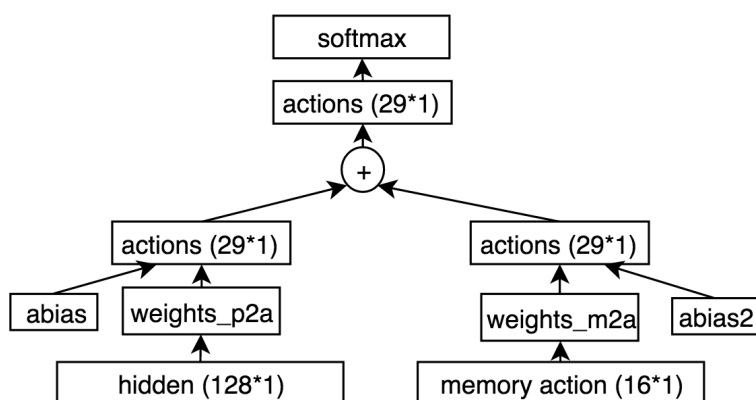 softmax
actions (29*1)
+
actions (29*1)
actions (29*1)
abias
weights_p2a
weights_m2a
abias2
hidden (128*1)
memory action (16*1)